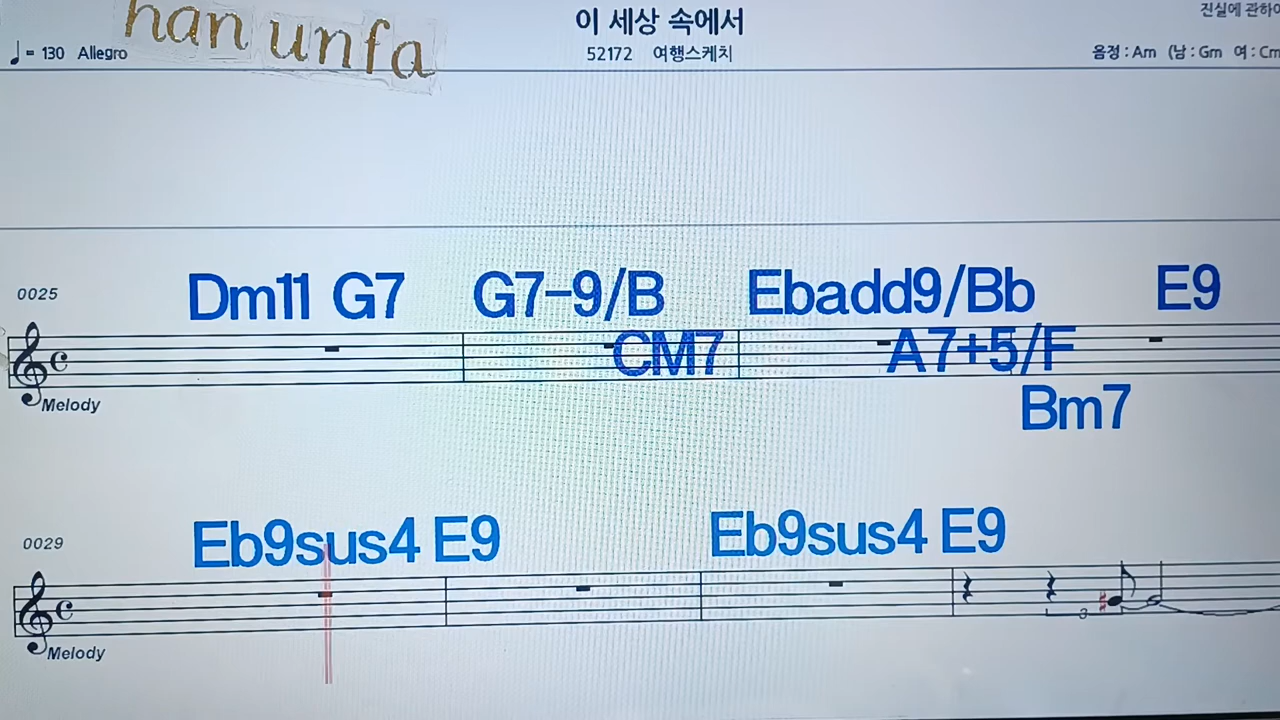 han unfa
이 세상 속에서
진실에 관하여
♩= 130 Allegro
52172 여행스케치
음정 : Am (남 : Gm 여 : Cm
0025
Dm11 G7 G7-9/B Ebadd9/Bb E9
CM7 A7+5/F
Bm7
Melody
0029
Eb9sus4 E9 Eb9sus4 E9
3
Melody